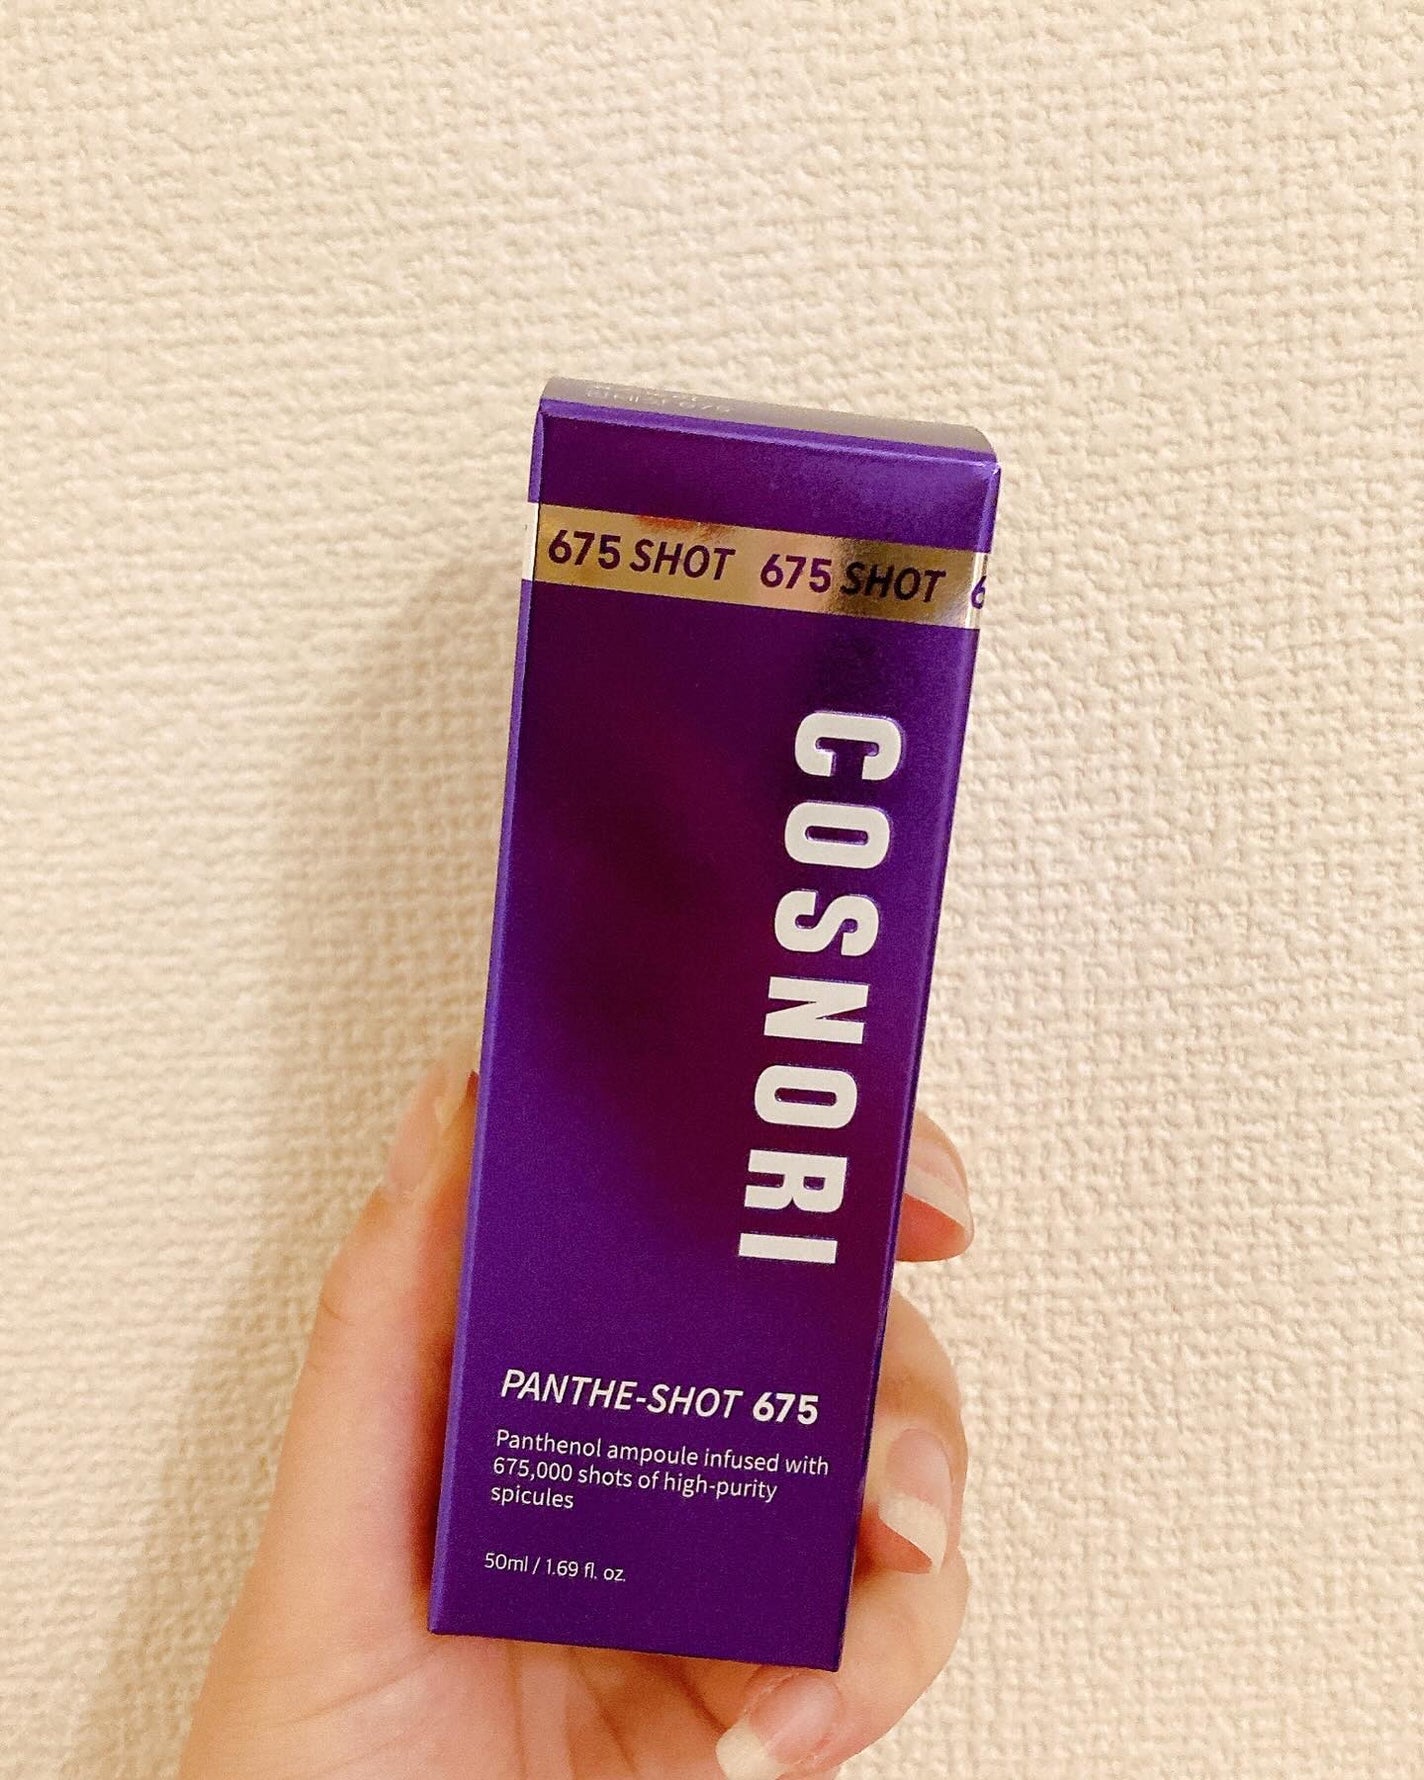 675 SHOT 675 SHOT 6
COSNORI
PANTHE-SHOT 675
Panthenol ampoule infused with
675,000 shots of high-purity
spicules
50ml / 1.69 fl. oz.